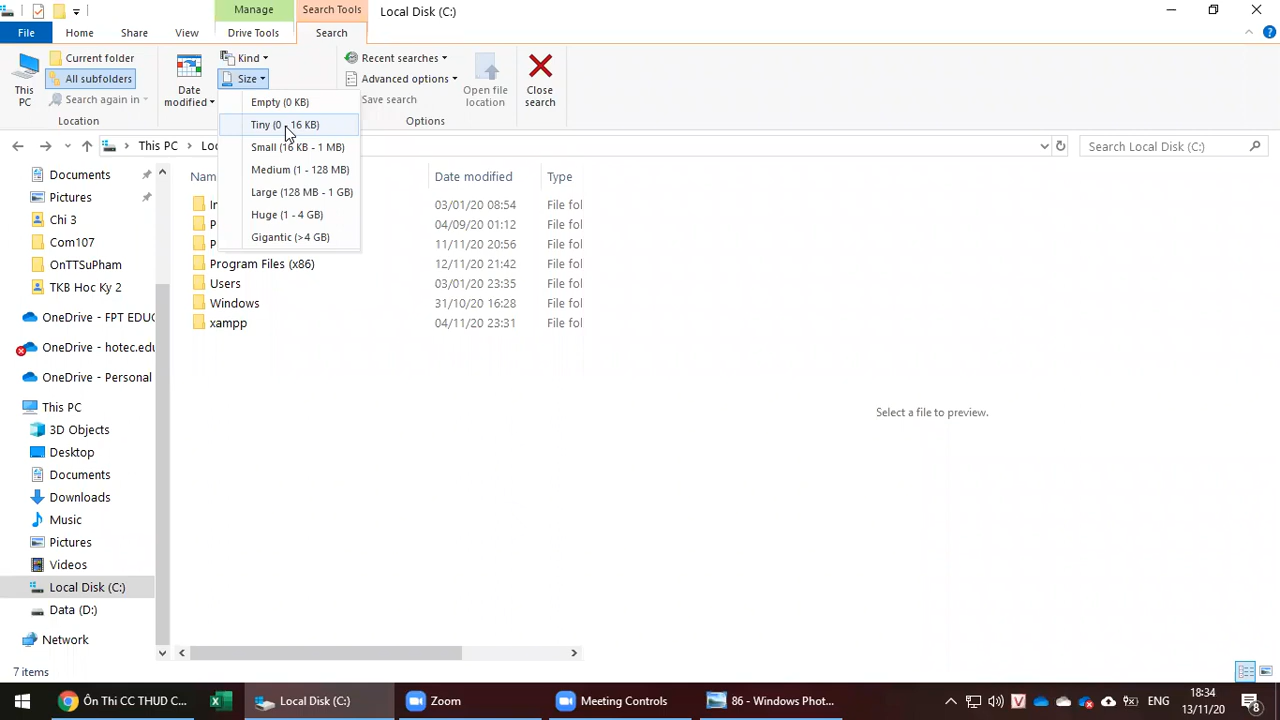 Manage
Search Tools
Local Disk (C:)
File
Home
Share
View
Drive Tools
Search
This PC
Current folder
All subfolders
Search again in
Location
Date modified
Kind
Size
Recent searches
Advanced options
Save search
Open file location
Options
Close search
Empty (0 KB)
Tiny (0 - 16 KB)
Small (16 KB - 1 MB)
Medium (1 - 128 MB)
Large (128 MB - 1 GB)
Huge (1 - 4 GB)
Gigantic (>4 GB)
This PC
Search Local Disk (C:)
Date modified
Type
03/01/20 08:54 File fol
04/09/20 01:12 File fol
11/11/20 20:56 File fol
Program Files (x86) 12/11/20 21:42 File fol
Users 03/01/20 23:35 File fol
Windows 31/10/20 16:28 File fol
xampp 04/11/20 23:31 File fol
Documents
Pictures
Chi 3
Com107
OnTTSuPham
TKB Hoc Ky 2
OneDrive - FPT EDUC
OneDrive - hotec.edu
OneDrive - Personal
This PC
3D Objects
Desktop
Documents
Downloads
Music
Pictures
Videos
Local Disk (C:)
Data (D:)
Network
Select a file to preview.
7 items
Ôn Thi CC THUD C...
Local Disk (C:)
Zoom
Meeting Controls
86 - Windows Phot...
V
ENG
18:34
13/11/20
8